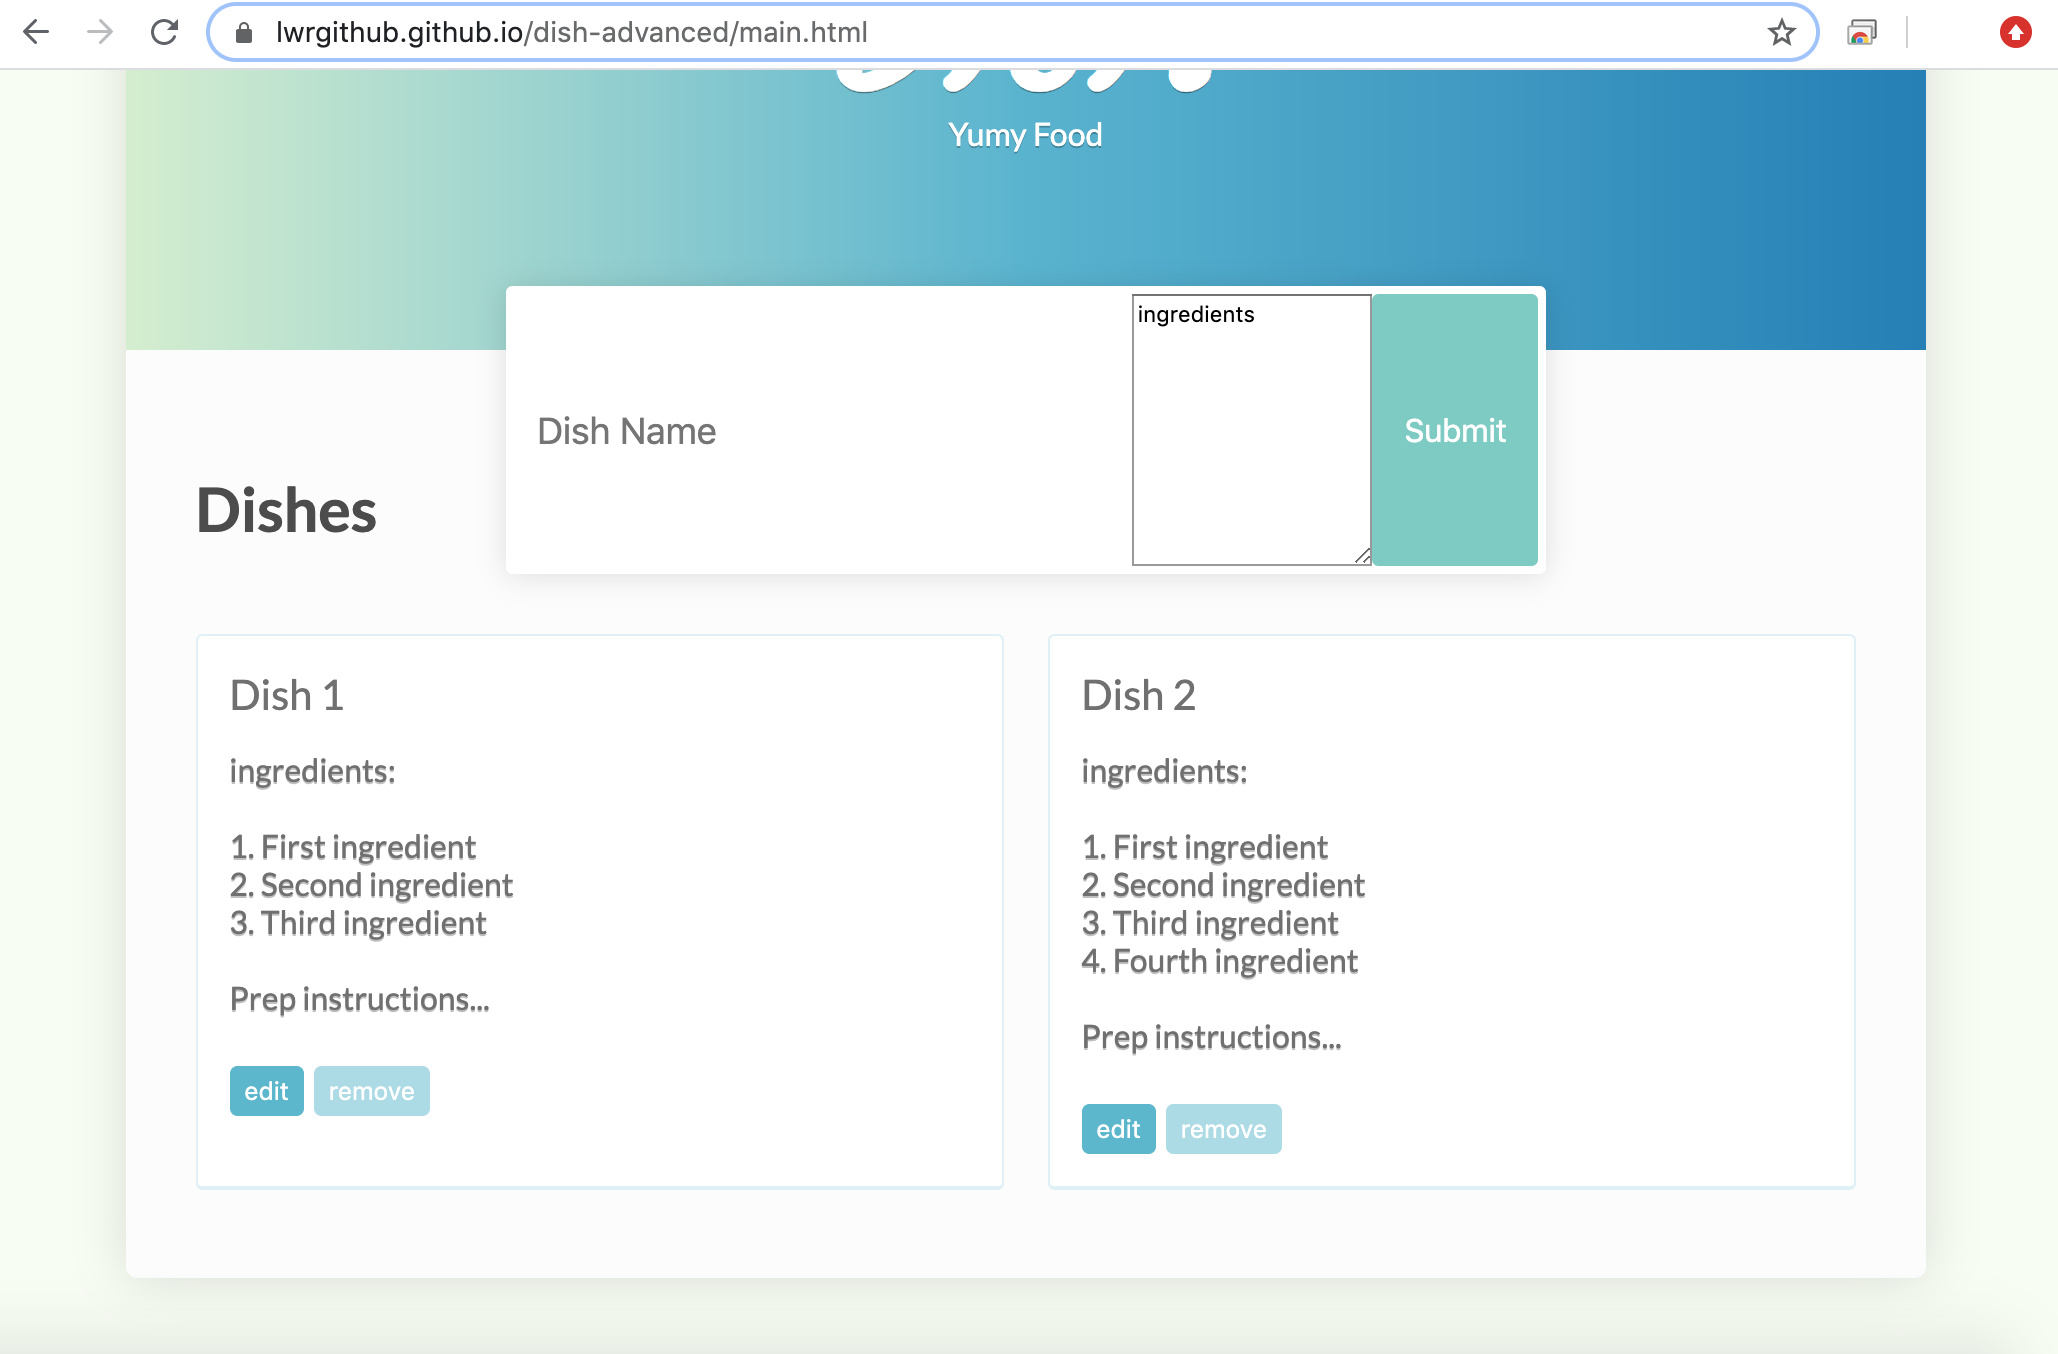 lwrgithub.github.io/dish-advanced/main.html
Yumy Food
Dish Name
ingredients
Submit
Dishes
Dish 1
ingredients:
1. First ingredient
2. Second ingredient
3. Third ingredient
Prep instructions...
edit
remove
Dish 2
ingredients:
1. First ingredient
2. Second ingredient
3. Third ingredient
4. Fourth ingredient
Prep instructions...
edit
remove